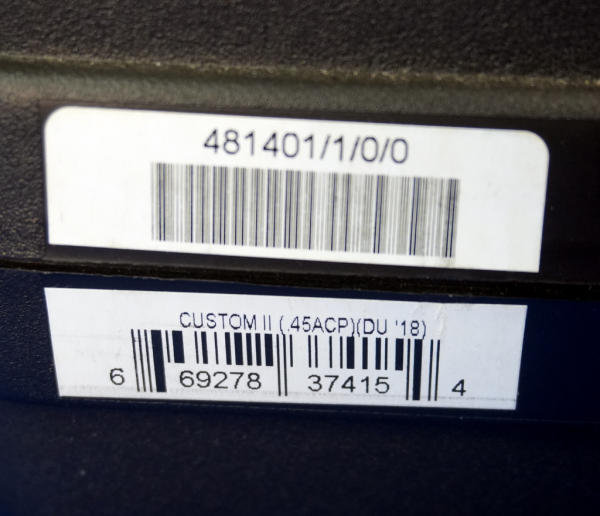 481401/1/0/0
CUSTOM II (.45ACP)(DU '18)
6 69278 37415 4